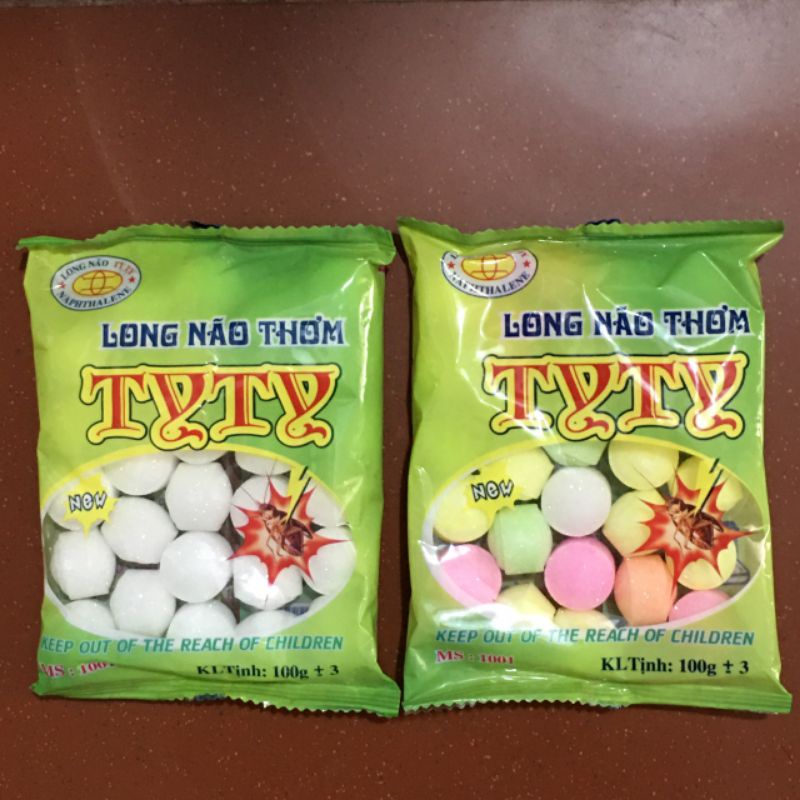 LONG NÃO TYTY
NAPHTHALENE
LONG NÃO THƠM
TYTY
New
KEEP OUT OF THE REACH OF CHILDREN
MS : 1001
KLTịnh: 100g ± 3
LONG NÃO
NAPHTHALENE
LONG NÃO THƠM
TYTY
New
KEEP OUT OF THE REACH OF CHILDREN
MS : 1001
KLTịnh: 100g ± 3